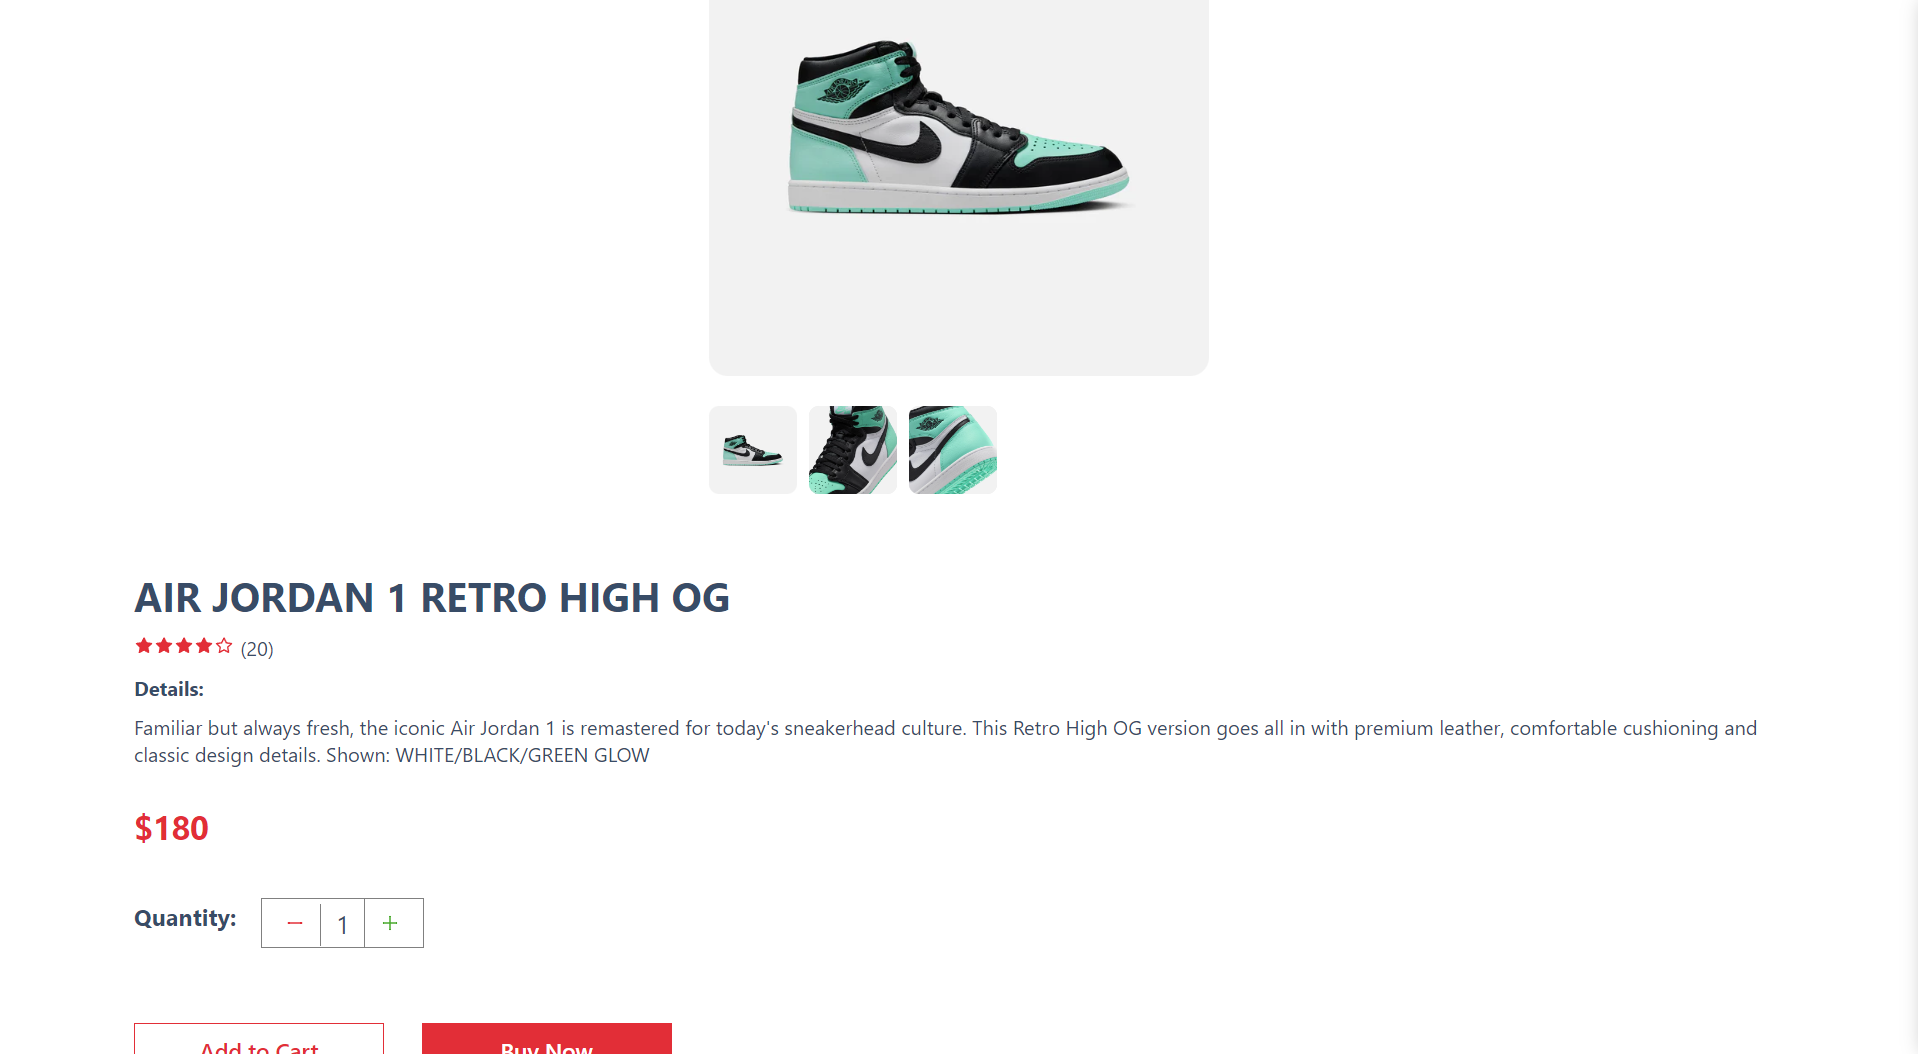 AIR JORDAN 1 RETRO HIGH OG
(20)
Details:
Familiar but always fresh, the iconic Air Jordan 1 is remastered for today's sneakerhead culture. This Retro High OG version goes all in with premium leather, comfortable cushioning and
classic design details. Shown: WHITE/BLACK/GREEN GLOW
$180
Quantity:
1
Add to Cart
Buy Now